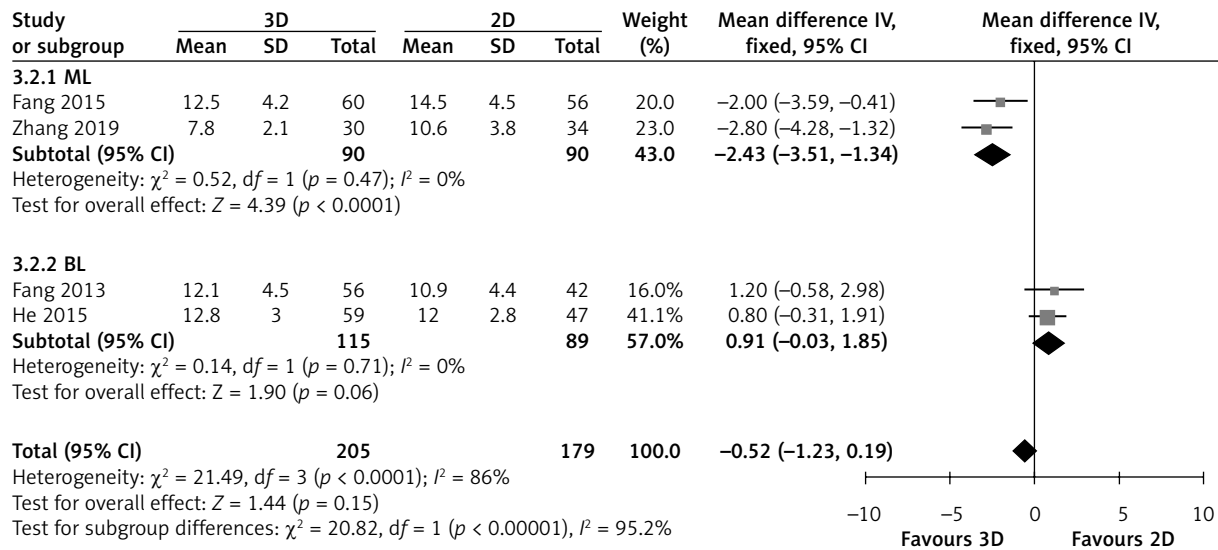 Study 3D 2D Weight Mean difference IV, Mean difference IV,
or subgroup Mean SD Total Mean SD Total (%) fixed, 95% CI fixed, 95% CI
3.2.1 ML
Fang 2015 12.5 4.2 60 14.5 4.5 56 20.0 –2.00 (–3.59, –0.41)
Zhang 2019 7.8 2.1 30 10.6 3.8 34 23.0 –2.80 (–4.28, –1.32)
Subtotal (95% CI) 90 90 43.0 –2.43 (–3.51, –1.34)
Heterogeneity: χ² = 0.52, df = 1 (p = 0.47); I² = 0%
Test for overall effect: Z = 4.39 (p < 0.0001)
3.2.2 BL
Fang 2013 12.1 4.5 56 10.9 4.4 42 16.0% 1.20 (–0.58, 2.98)
He 2015 12.8 3 59 12 2.8 47 41.1% 0.80 (–0.31, 1.91)
Subtotal (95% CI) 115 89 57.0% 0.91 (–0.03, 1.85)
Heterogeneity: χ² = 0.14, df = 1 (p = 0.71); I² = 0%
Test for overall effect: Z = 1.90 (p = 0.06)
Total (95% CI) 205 179 100.0 –0.52 (–1.23, 0.19)
Heterogeneity: χ² = 21.49, df = 3 (p < 0.0001); I² = 86%
Test for overall effect: Z = 1.44 (p = 0.15)
Test for subgroup differences: χ² = 20.82, df = 1 (p < 0.00001), I² = 95.2%
–10 –5 0 5 10
Favours 3D Favours 2D